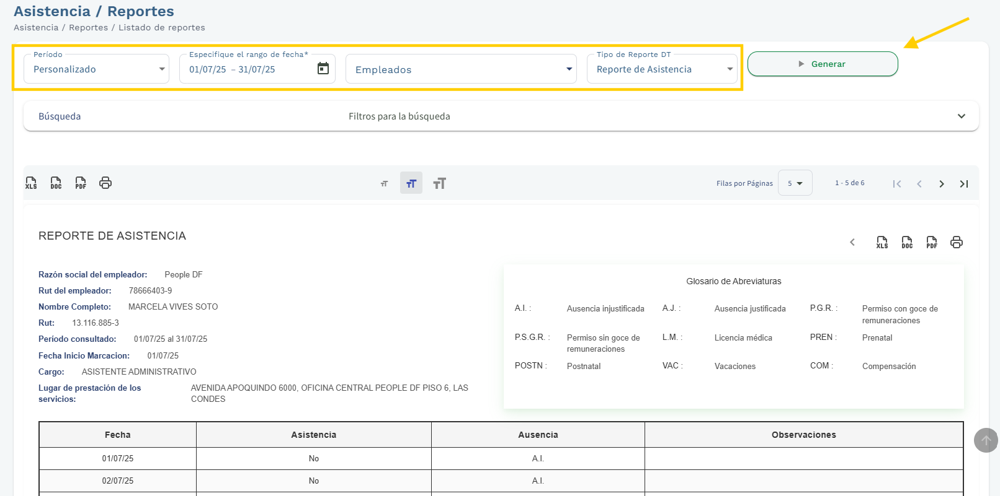 Asistencia / Reportes
Asistencia / Reportes / Listado de reportes
Período
Personalizado
Especifique el rango de fecha*
01/07/25 – 31/07/25
Empleados
Tipo de Reporte DT
Reporte de Asistencia
Generar
Búsqueda
Filtros para la búsqueda
XLS DOC PDF
тT тT тT
Filas por Páginas
5
1 - 5 de 6
REPORTE DE ASISTENCIA
XLS DOC PDF
Razón social del empleador: People DF
Rut del empleador: 78666403-9
Nombre Completo: MARCELA VIVES SOTO
Rut: 13.116.885-3
Período consultado: 01/07/25 al 31/07/25
Fecha Inicio Marcacion: 01/07/25
Cargo: ASISTENTE ADMINISTRATIVO
Lugar de prestación de los
servicios:
AVENIDA APOQUINDO 6000, OFICINA CENTRAL PEOPLE DF PISO 6, LAS
CONDES
Glosario de Abreviaturas
A.I. : Ausencia injustificada
A.J. : Ausencia justificada
P.G.R. : Permiso con goce de
remuneraciones
P.S.G.R. : Permiso sin goce de
remuneraciones
L.M. : Licencia médica
PREN : Prenatal
POSTN : Postnatal
VAC : Vacaciones
COM : Compensación
Fecha Asistencia Ausencia Observaciones
01/07/25 No A.I.
02/07/25 No A.I.